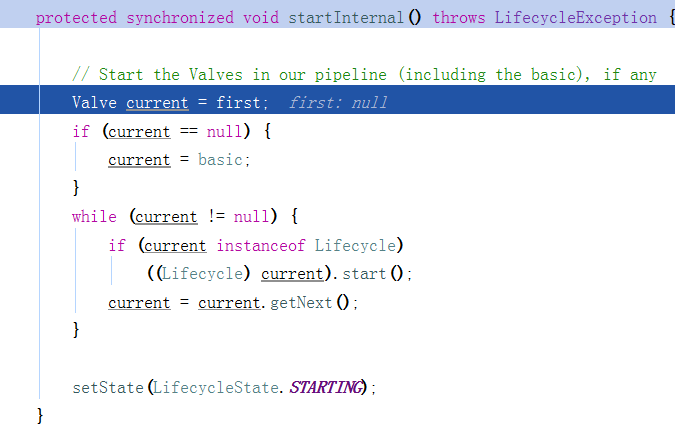 protected synchronized void startInternal() throws LifecycleException {
// Start the Valves in our pipeline (including the basic), if any
Valve current = first;  first: null
if (current == null) {
current = basic;
}
while (current != null) {
if (current instanceof Lifecycle)
((Lifecycle) current).start();
current = current.getNext();
}
setState(LifecycleState.STARTING);
}